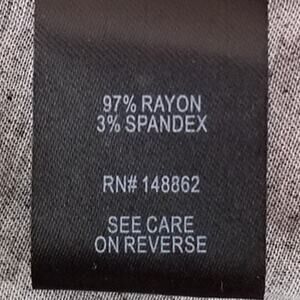 97% RAYON
3% SPANDEX
RN# 148862
SEE CARE
ON REVERSE